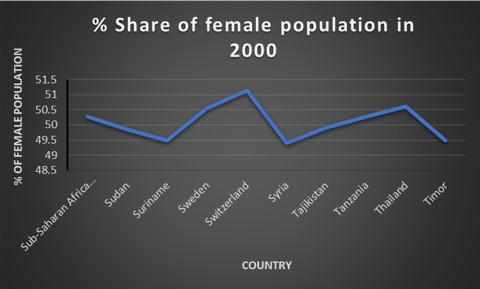 % Share of female population in
2000
% OF FEMALE POPULATION
51.5
51
50.5
50
49.5
49
48.5
Sub-Saharan Africa...
Sudan
Suriname
Sweden
Switzerland
Syria
Tajikistan
Tanzania
Thailand
Timor
COUNTRY